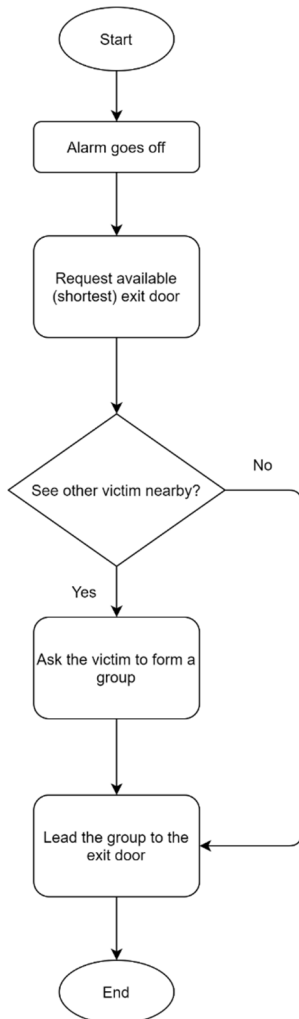 Start
Alarm goes off
Request available
(shortest) exit door
See other victim nearby?
No
Yes
Ask the victim to form a
group
Lead the group to the
exit door
End